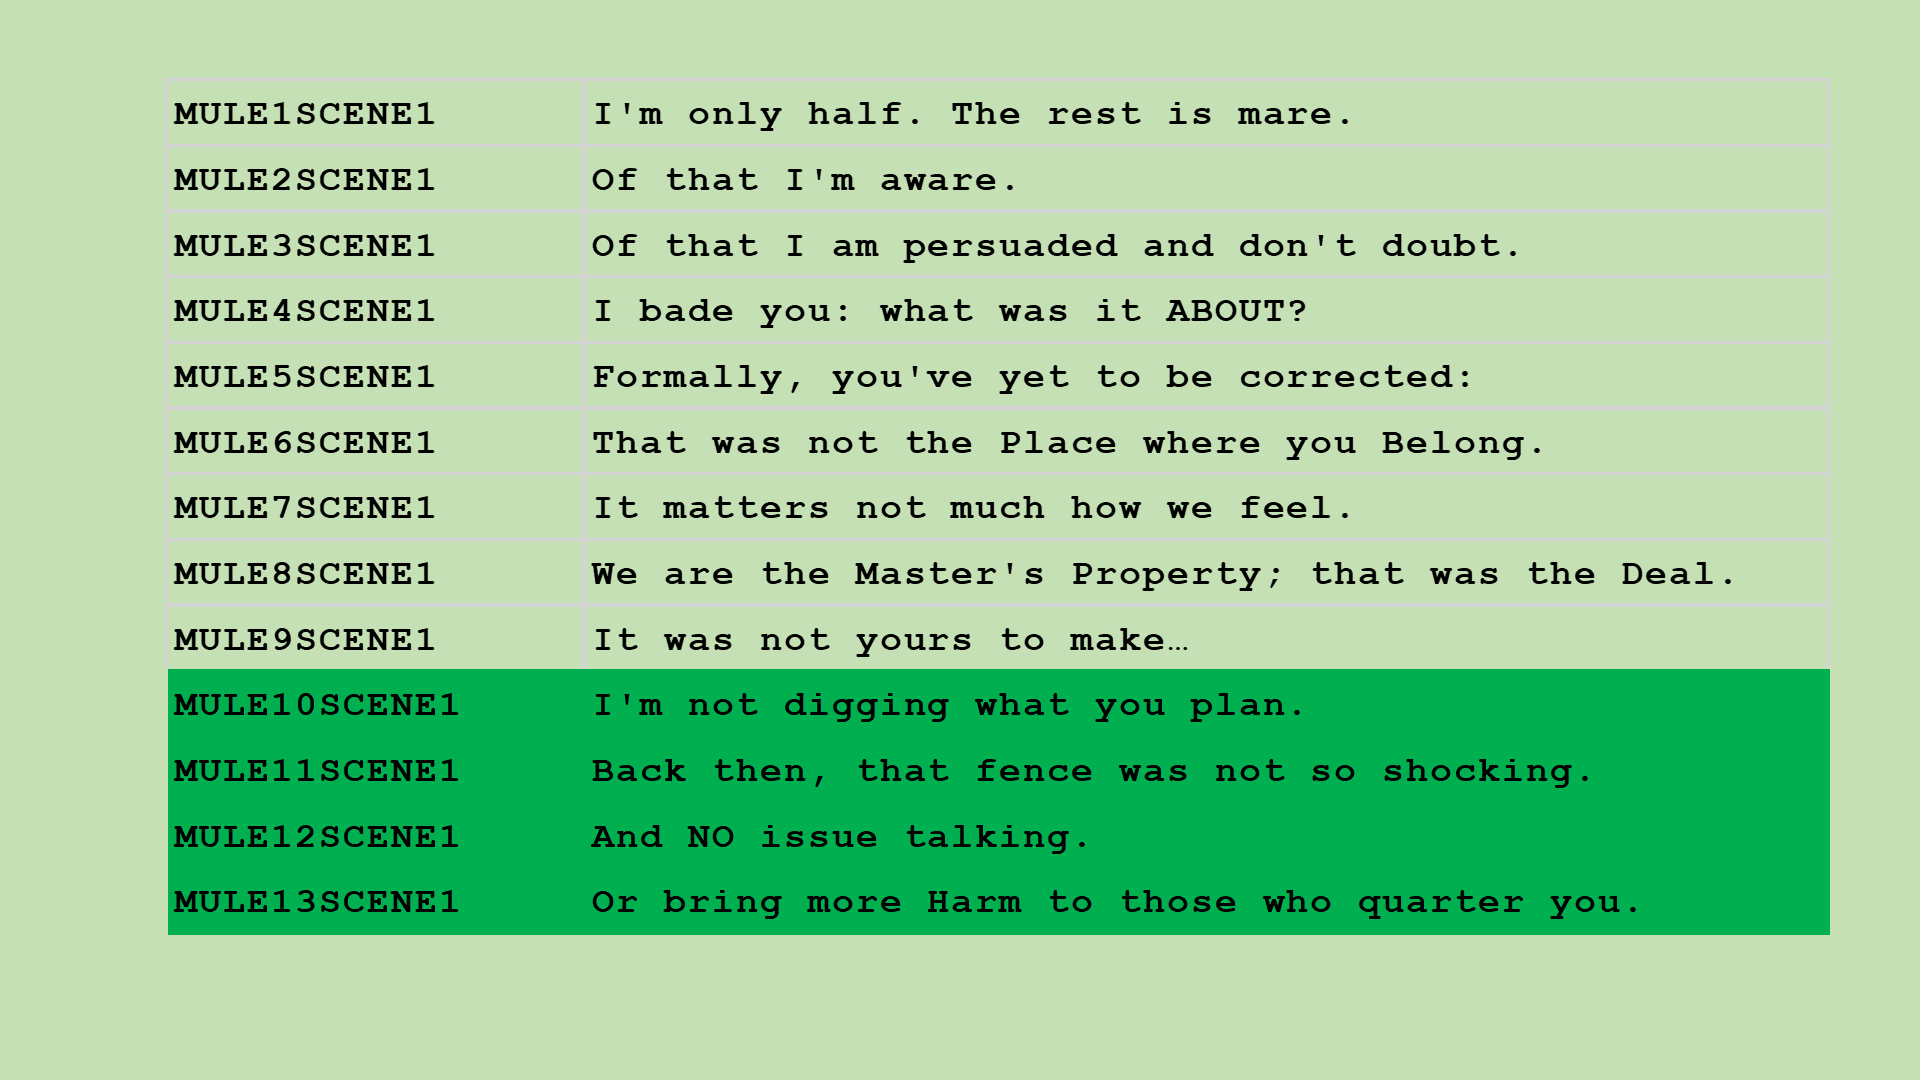 MULE1SCENE1 I'm only half. The rest is mare.
MULE2SCENE1 Of that I'm aware.
MULE3SCENE1 Of that I am persuaded and don't doubt.
MULE4SCENE1 I bade you: what was it ABOUT?
MULE5SCENE1 Formally, you've yet to be corrected:
MULE6SCENE1 That was not the Place where you Belong.
MULE7SCENE1 It matters not much how we feel.
MULE8SCENE1 We are the Master's Property; that was the Deal.
MULE9SCENE1 It was not yours to make…
MULE10SCENE1 I'm not digging what you plan.
MULE11SCENE1 Back then, that fence was not so shocking.
MULE12SCENE1 And NO issue talking.
MULE13SCENE1 Or bring more Harm to those who quarter you.